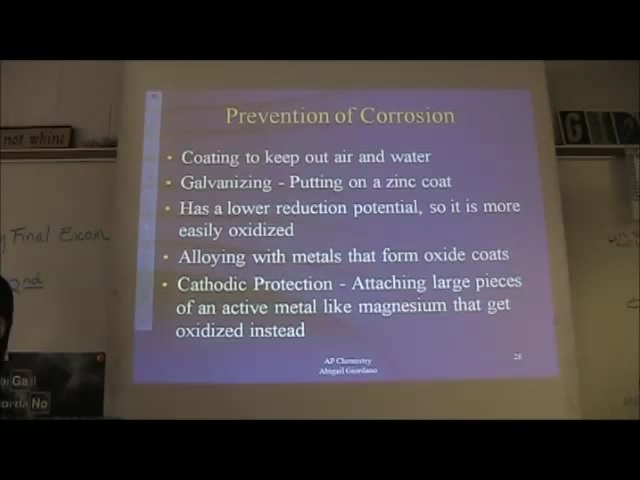 Prevention of Corrosion
• Coating to keep out air and water
• Galvanizing - Putting on a zinc coat
• Has a lower reduction potential, so it is more
easily oxidized
• Alloying with metals that form oxide coats
• Cathodic Protection - Attaching large pieces
of an active metal like magnesium that get
oxidized instead
AP Chemistry
Abigail Giordano
28
not whine
Final Exam
2nd
Gail
No